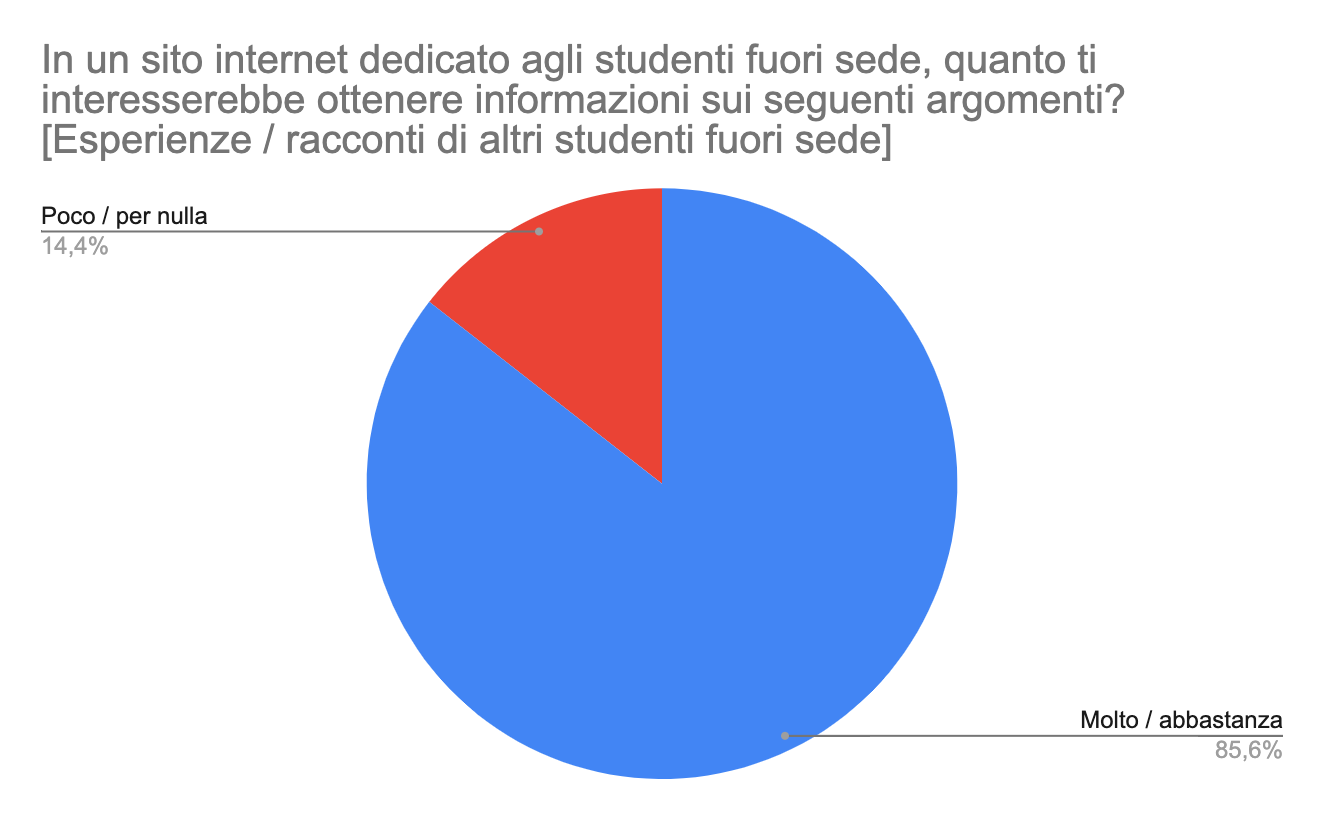 In un sito internet dedicato agli studenti fuori sede, quanto ti
interesserebbe ottenere informazioni sui seguenti argomenti?
[Esperienze / racconti di altri studenti fuori sede]
Poco / per nulla
14,4%
Molto / abbastanza
85,6%